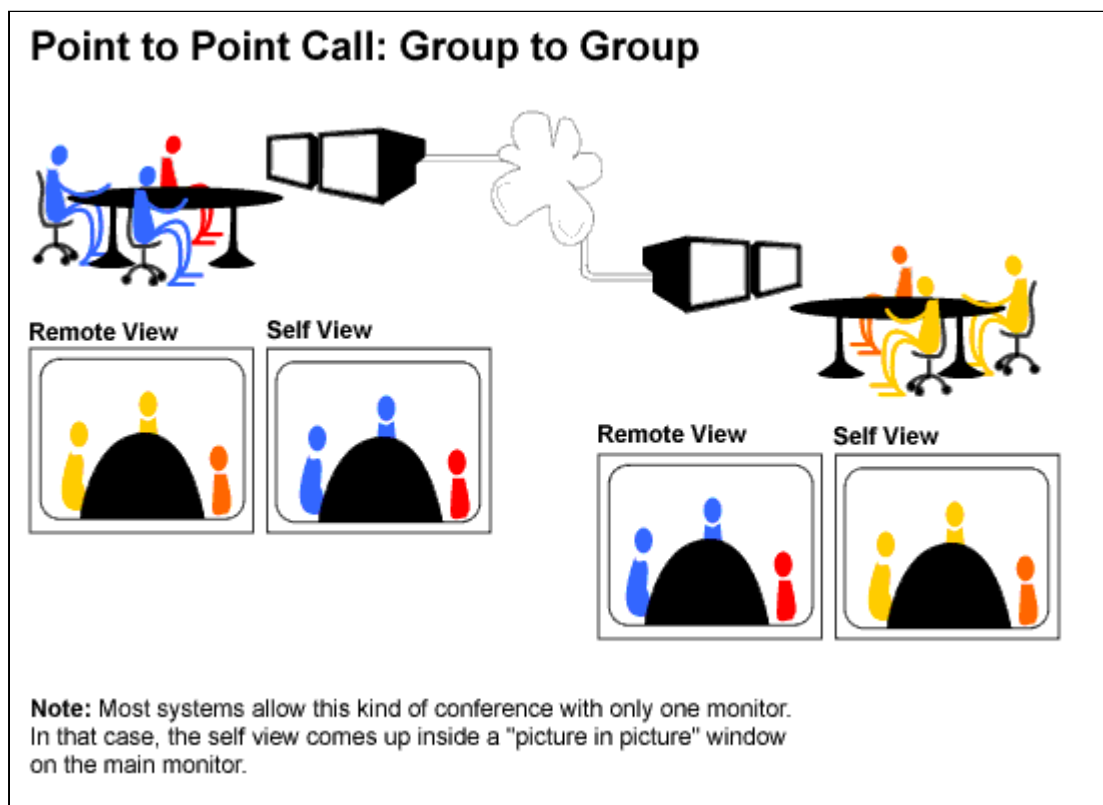 Point to Point Call: Group to Group
Remote View
Self View
Remote View
Self View
Note: Most systems allow this kind of conference with only one monitor.
In that case, the self view comes up inside a "picture in picture" window
on the main monitor.